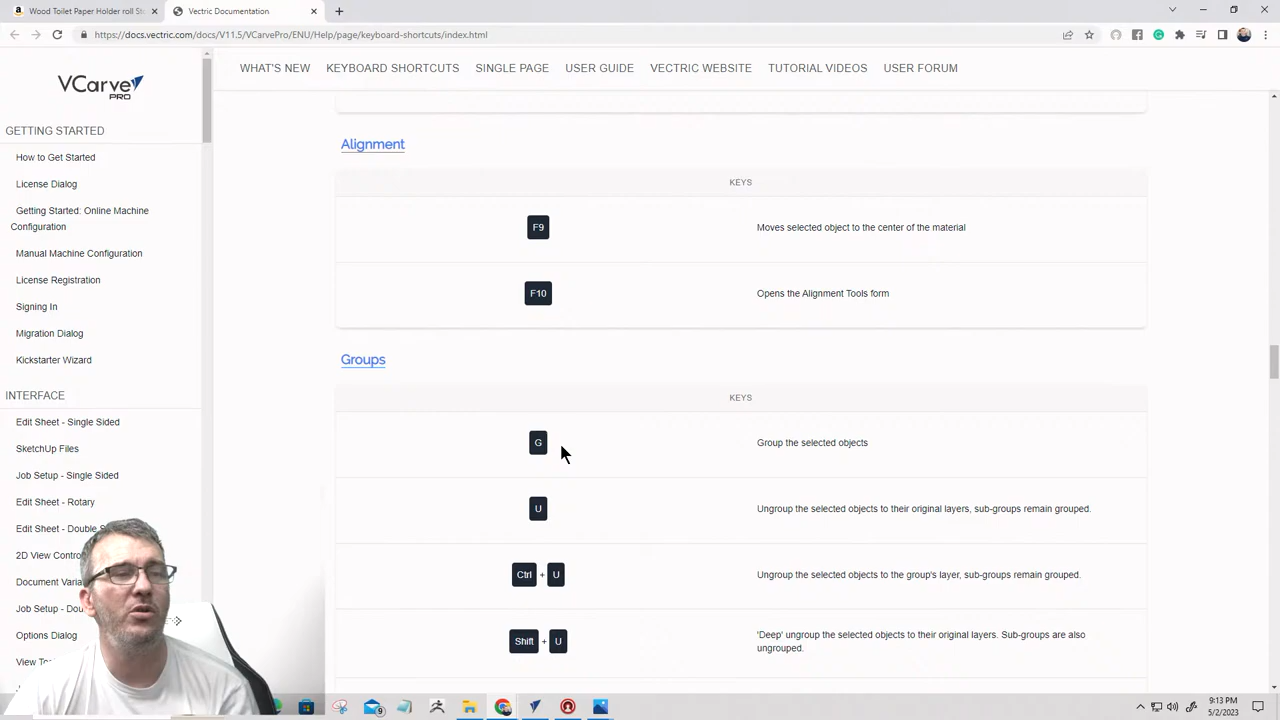 Wood Toilet Paper Holder roll St
Vectric Documentation
https://docs.vectric.com/docs/V11.5/VCarvePro/ENU/Help/page/keyboard-shortcuts/index.html
VCarve
PRO
WHAT'S NEW
KEYBOARD SHORTCUTS
SINGLE PAGE
USER GUIDE
VECTRIC WEBSITE
TUTORIAL VIDEOS
USER FORUM
GETTING STARTED
How to Get Started
License Dialog
Getting Started: Online Machine
Configuration
Manual Machine Configuration
License Registration
Signing In
Migration Dialog
Kickstarter Wizard
INTERFACE
Edit Sheet - Single Sided
SketchUp Files
Job Setup - Single Sided
Edit Sheet - Rotary
Edit Sheet - Double S
2D View Contro
Document Varia
Job Setup - Dou
Options Dialog
View To
Alignment
KEYS
F9 Moves selected object to the center of the material
F10 Opens the Alignment Tools form
Groups
KEYS
G Group the selected objects
U Ungroup the selected objects to their original layers, sub-groups remain grouped.
Ctrl + U Ungroup the selected objects to the group's layer, sub-groups remain grouped.
Shift + U 'Deep' ungroup the selected objects to their original layers. Sub-groups are also
ungrouped.
9:13 PM
5/2/2023